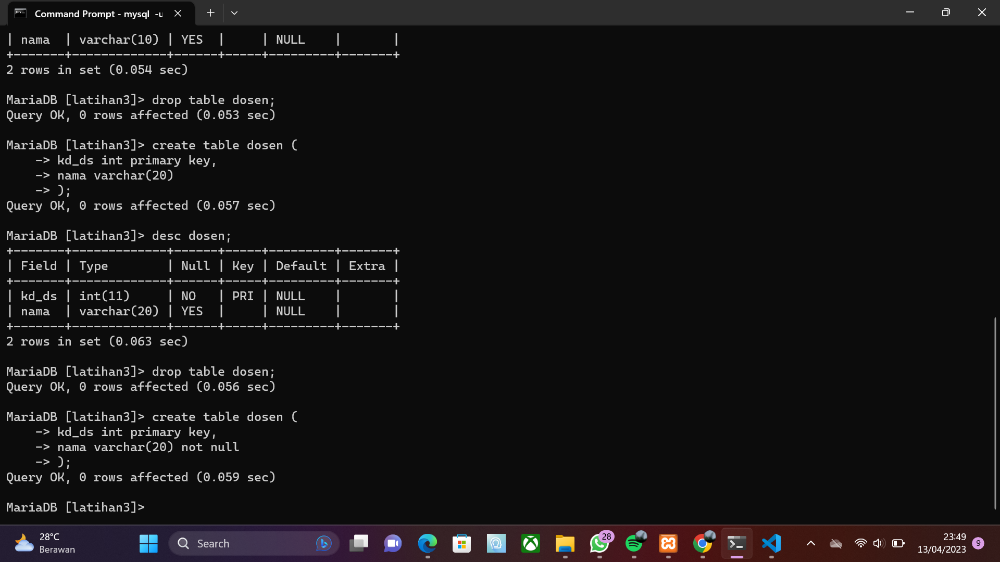 Command Prompt - mysql  -u
| nama  | varchar(10) | YES  |     | NULL    |       |
+-------+-------------+------+-----+---------+-------+
2 rows in set (0.054 sec)
MariaDB [latihan3]> drop table dosen;
Query OK, 0 rows affected (0.053 sec)
MariaDB [latihan3]> create table dosen (
    -> kd_ds int primary key,
    -> nama varchar(20)
    -> );
Query OK, 0 rows affected (0.057 sec)
MariaDB [latihan3]> desc dosen;
+-------+-------------+------+-----+---------+-------+
| Field | Type        | Null | Key | Default | Extra |
+-------+-------------+------+-----+---------+-------+
| kd_ds | int(11)     | NO   | PRI | NULL    |       |
| nama  | varchar(20) | YES  |     | NULL    |       |
+-------+-------------+------+-----+---------+-------+
2 rows in set (0.063 sec)
MariaDB [latihan3]> drop table dosen;
Query OK, 0 rows affected (0.056 sec)
MariaDB [latihan3]> create table dosen (
    -> kd_ds int primary key,
    -> nama varchar(20) not null
    -> );
Query OK, 0 rows affected (0.059 sec)
MariaDB [latihan3]>
28°C
Berawan
Search
28
23:49
13/04/2023
9